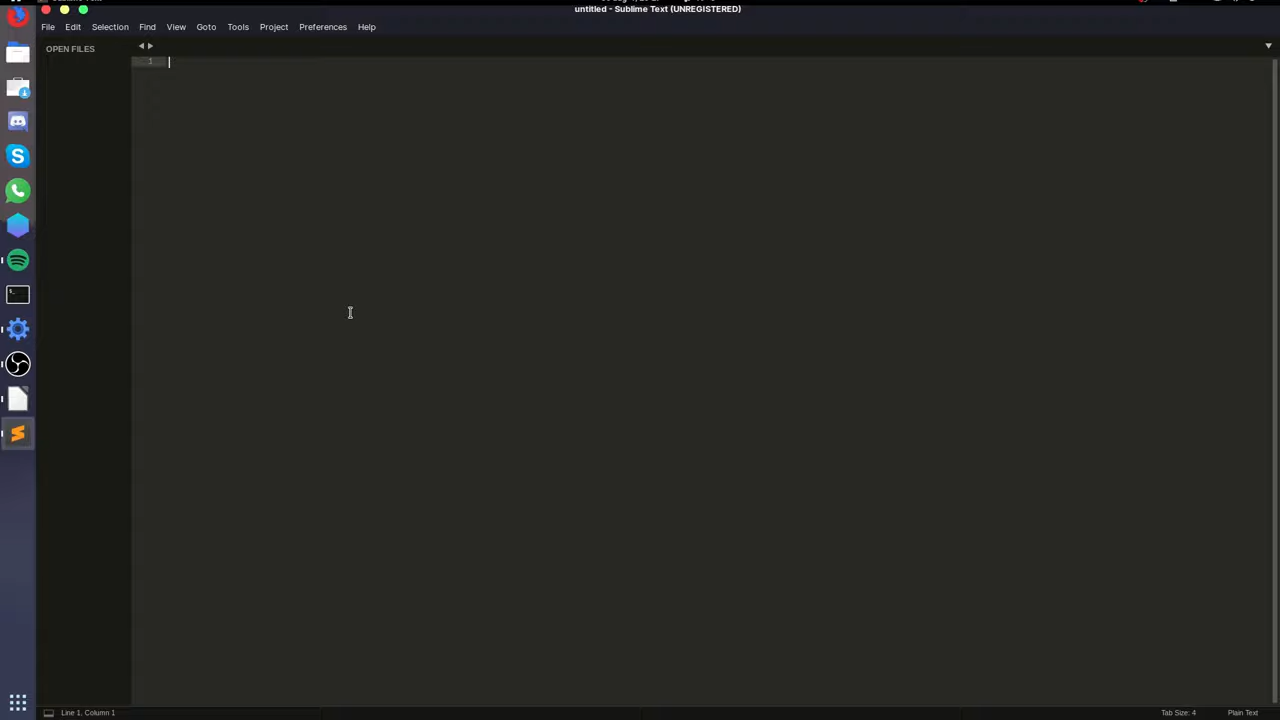 untitled - Sublime Text (UNREGISTERED)
File Edit Selection Find View Goto Tools Project Preferences Help
OPEN FILES
1
Line 1, Column 1
Tab Size: 4
Plain Text